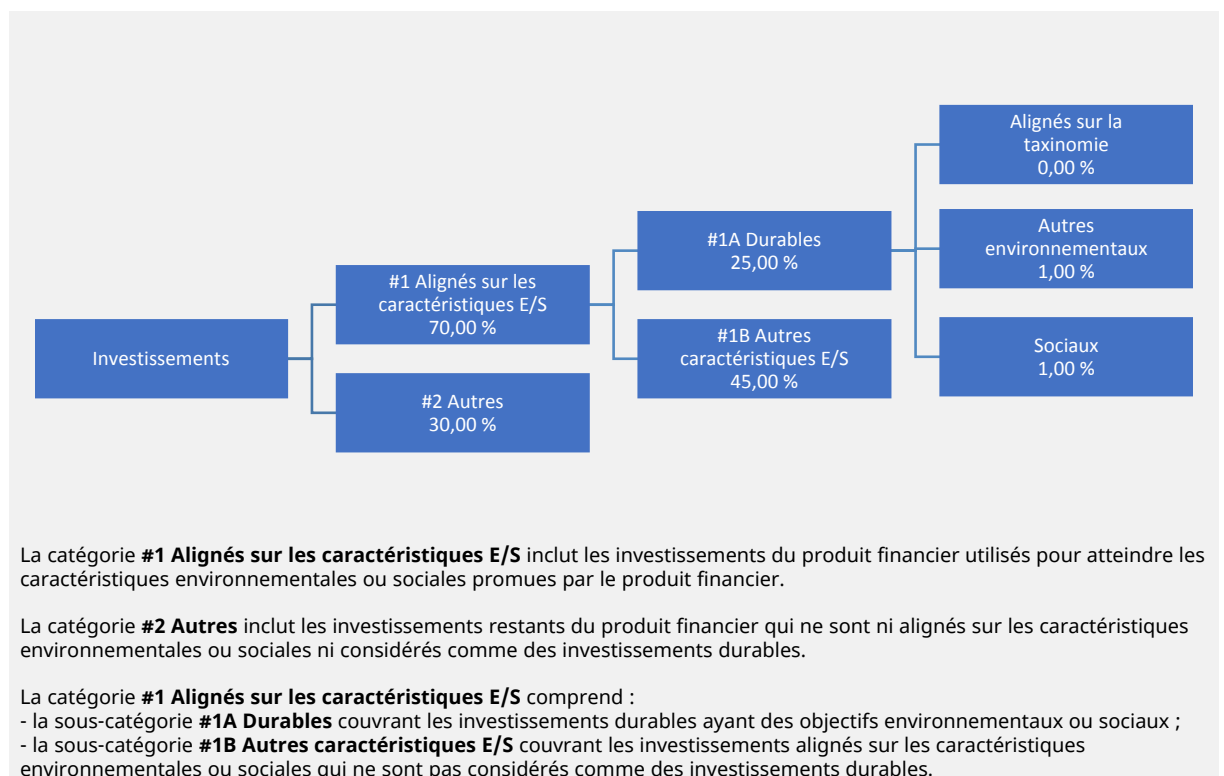 Investissements
#1 Alignés sur les
caractéristiques E/S
70,00 %
#2 Autres
30,00 %
#1A Durables
25,00 %
#1B Autres
caractéristiques E/S
45,00 %
Alignés sur la
taxinomie
0,00 %
Autres
environnementaux
1,00 %
Sociaux
1,00 %
La catégorie #1 Alignés sur les caractéristiques E/S inclut les investissements du produit financier utilisés pour atteindre les
caractéristiques environnementales ou sociales promues par le produit financier.
La catégorie #2 Autres inclut les investissements restants du produit financier qui ne sont ni alignés sur les caractéristiques
environnementales ou sociales ni considérés comme des investissements durables.
La catégorie #1 Alignés sur les caractéristiques E/S comprend :
- la sous-catégorie #1A Durables couvrant les investissements durables ayant des objectifs environnementaux ou sociaux ;
- la sous-catégorie #1B Autres caractéristiques E/S couvrant les investissements alignés sur les caractéristiques
environnementales ou sociales qui ne sont pas considérés comme des investissements durables.